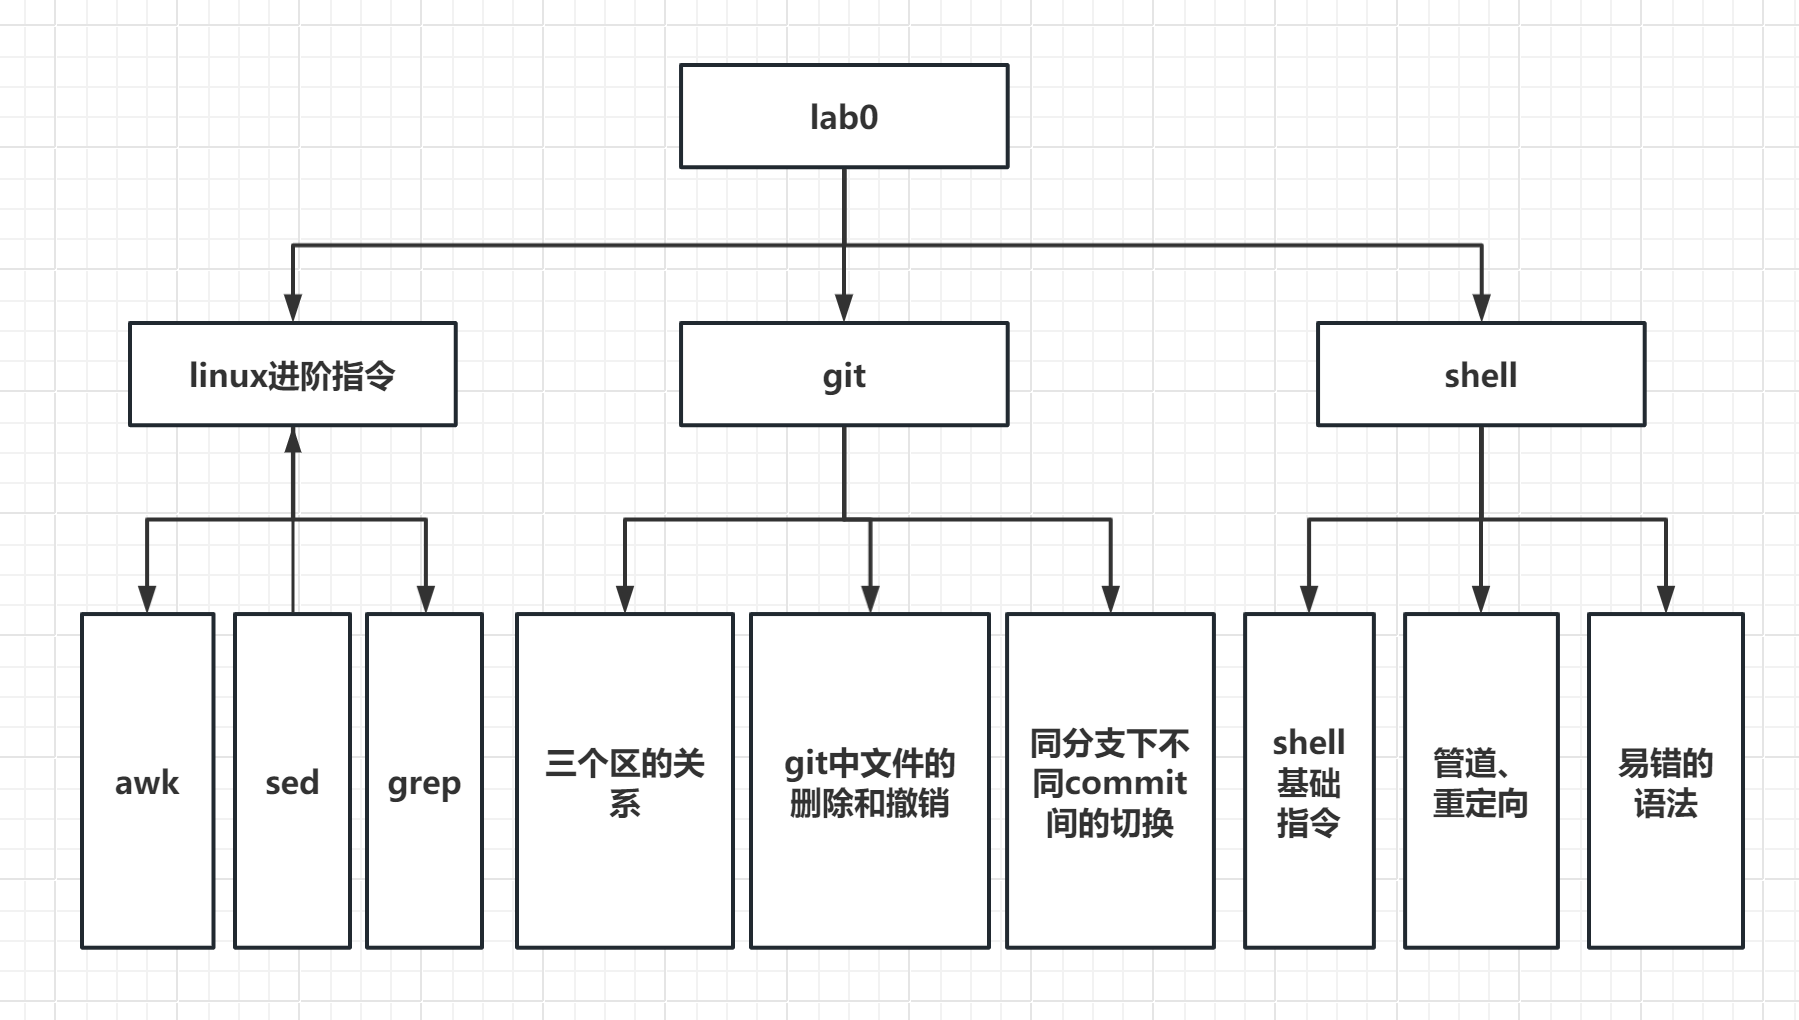 lab0
linux进阶指令
git
shell
awk
sed
grep
三个区的关
系
git中文件的
删除和撤销
同分支下不
同commit
间的切换
shell
基础
指令
管道、
重定向
易错的
语法